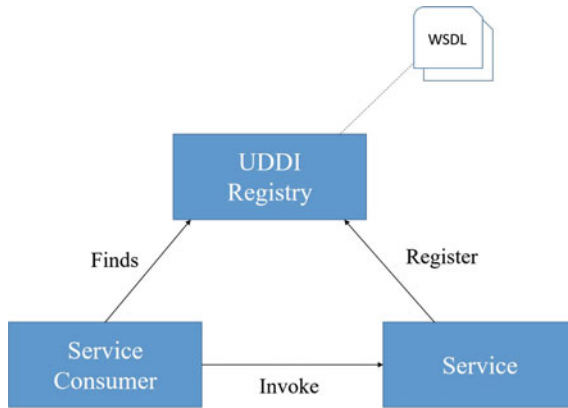 WSDL
UDDI
Registry
Finds
Register
Service
Consumer
Invoke
Service